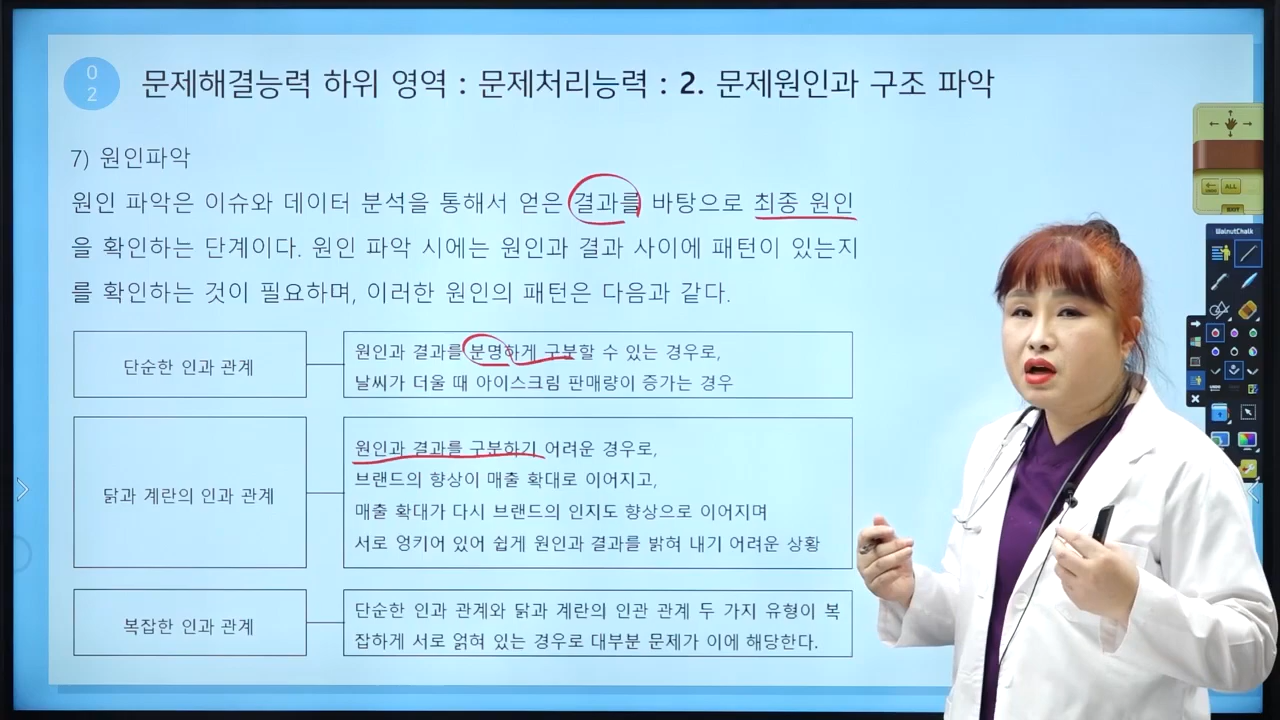 0
2
문제해결능력 하위 영역 : 문제처리능력 : 2. 문제원인과 구조 파악
7) 원인파악
원인 파악은 이슈와 데이터 분석을 통해서 얻은 결과를 바탕으로 최종 원인
을 확인하는 단계이다. 원인 파악 시에는 원인과 결과 사이에 패턴이 있는지
를 확인하는 것이 필요하며, 이러한 원인의 패턴은 다음과 같다.
단순한 인과 관계
원인과 결과를 분명하게 구분할 수 있는 경우로,
날씨가 더울 때 아이스크림 판매량이 증가는 경우
닭과 계란의 인과 관계
원인과 결과를 구분하기 어려운 경우로,
브랜드의 향상이 매출 확대로 이어지고,
매출 확대가 다시 브랜드의 인지도 향상으로 이어지며
서로 엉키어 있어 쉽게 원인과 결과를 밝혀 내기 어려운 상황
복잡한 인과 관계
단순한 인과 관계와 닭과 계란의 인관 관계 두 가지 유형이 복
잡하게 서로 얽혀 있는 경우로 대부분 문제가 이에 해당한다.
ALL
EXIT
WalnutChalk